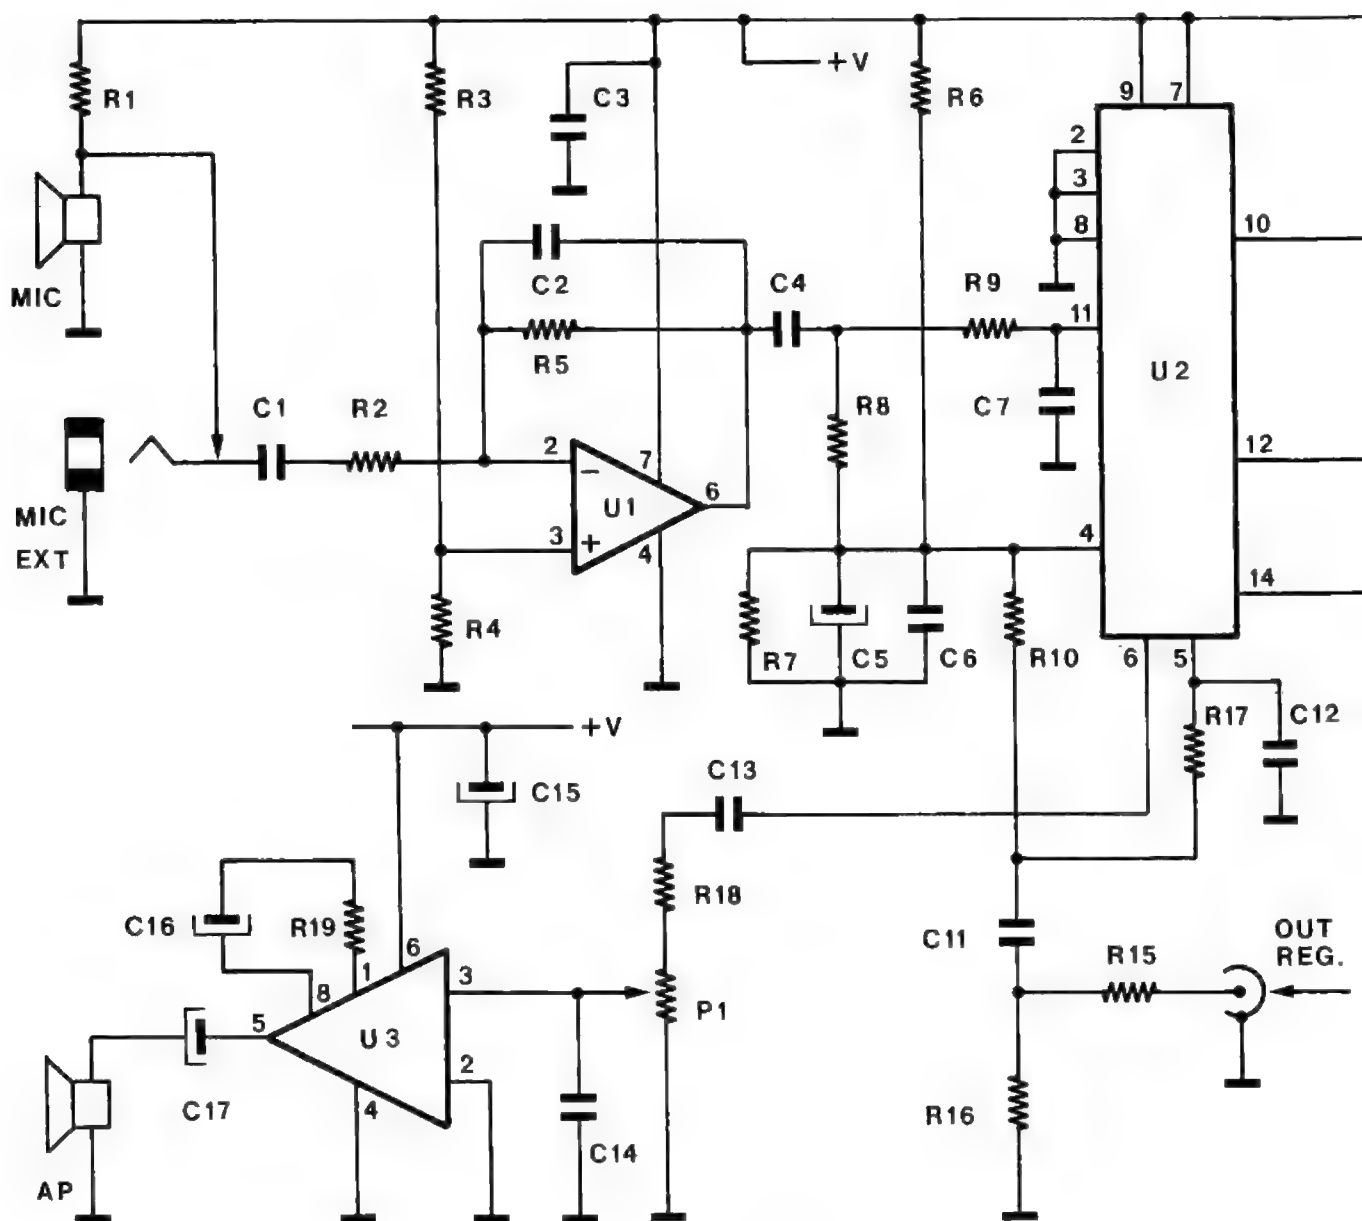 R1
R3
C3
+V
R6
9
7
2
3
8
10
MIC
C2
C4
R9
11
R5
U2
C1
R2
R8
C7
MIC
EXT
2
−
7
U1
6
3
+
4
12
4
14
R4
R7
C5
C6
R10
6
5
R17
C12
+V
C15
C13
C16
R19
R18
C11
OUT
REG.
R15
6
1
8
3
P1
5
U3
2
C17
4
C14
R16
AP